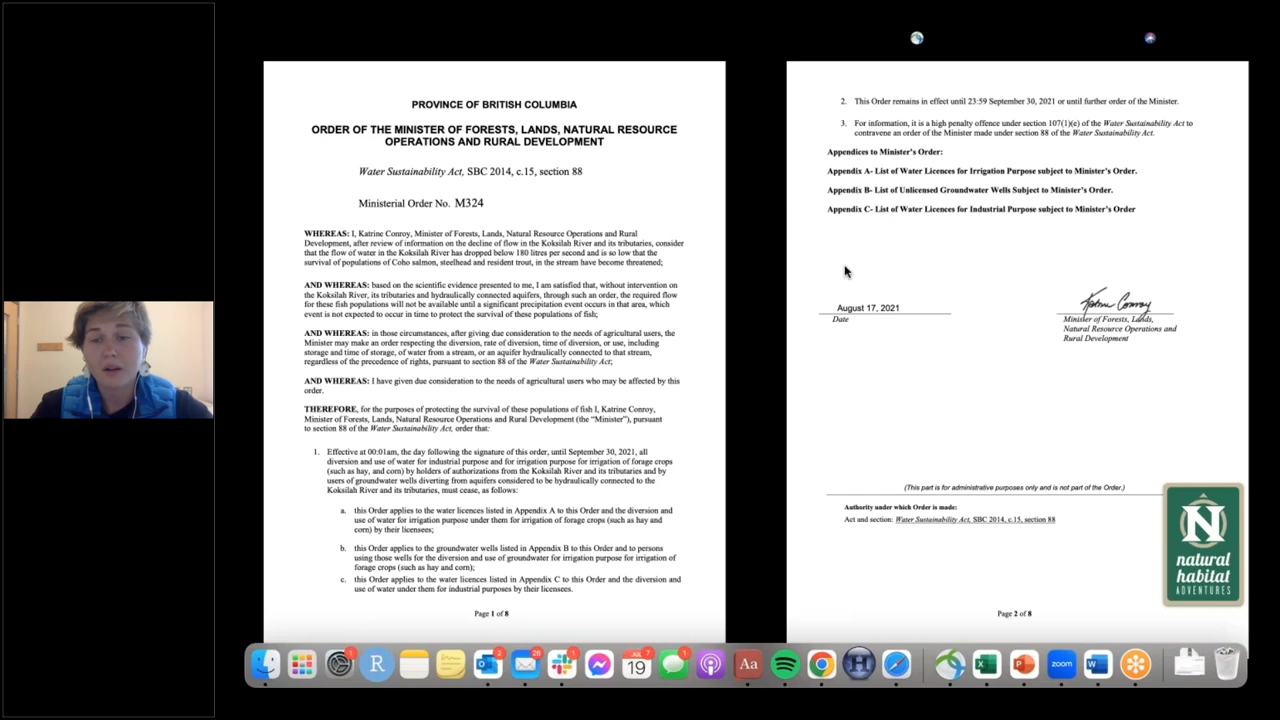 PROVINCE OF BRITISH COLUMBIA
ORDER OF THE MINISTER OF FORESTS, LANDS, NATURAL RESOURCE
OPERATIONS AND RURAL DEVELOPMENT
Water Sustainability Act, SBC 2014, c.15, section 88
Ministerial Order No. M324
WHEREAS: I, Katrine Conroy, Minister of Forests, Lands, Natural Resource Operations and Rural
Development, after review of information on the decline of flow in the Koksilah River and its tributaries, consider
that the flow of water in the Koksilah River has dropped below 180 litres per second and is so low that the
survival of populations of Coho salmon, steelhead and resident trout, in the stream have become threatened;
AND WHEREAS: based on the scientific evidence presented to me, I am satisfied that, without intervention on
the Koksilah River, its tributaries and hydraulically connected aquifers, through such an order, the required flow
for these fish populations will not be available until a significant precipitation event occurs in that area, which
event is not expected to occur in time to protect the survival of these populations of fish;
AND WHEREAS: in those circumstances, after giving due consideration to the needs of agricultural users, the
Minister may make an order respecting the diversion, rate of diversion, time of diversion, or use, including
storage and time of storage, of water from a stream, or an aquifer hydraulically connected to that stream,
regardless of the precedence of rights, pursuant to section 88 of the Water Sustainability Act;
AND WHEREAS: I have given due consideration to the needs of agricultural users who may be affected by this
order.
THEREFORE, for the purposes of protecting the survival of these populations of fish I, Katrine Conroy,
Minister of Forests, Lands, Natural Resource Operations and Rural Development (the “Minister”), pursuant
to section 88 of the Water Sustainability Act, order that:
1. Effective at 00:01am, the day following the signature of this order, until September 30, 2021, all
diversion and use of water for industrial purpose and for irrigation purpose for irrigation of forage crops
(such as hay, and corn) by holders of authorizations from the Koksilah River and its tributaries and by
users of groundwater wells diverting from aquifers considered to be hydraulically connected to the
Koksilah River and its tributaries, must cease, as follows:
a. this Order applies to the water licences listed in Appendix A to this Order and the diversion and
use of water for irrigation purpose under them for irrigation of forage crops (such as hay and
corn) by their licensees;
b. this Order applies to the groundwater wells listed in Appendix B to this Order and to persons
using those wells for the diversion and use of groundwater for irrigation purpose for irrigation of
forage crops (such as hay and corn);
c. this Order applies to the water licences listed in Appendix C to this Order and the diversion and
use of water under them for industrial purposes by their licensees.
Page 1 of 8
2. This Order remains in effect until 23:59 September 30, 2021 or until further order of the Minister.
3. For information, it is a high penalty offence under section 107(1)(e) of the Water Sustainability Act to
contravene an order of the Minister made under section 88 of the Water Sustainability Act.
Appendices to Minister's Order:
Appendix A- List of Water Licences for Irrigation Purpose subject to Minister's Order.
Appendix B- List of Unlicensed Groundwater Wells Subject to Minister's Order.
Appendix C- List of Water Licences for Industrial Purpose subject to Minister's Order
August 17, 2021
Date
Katrine Conroy
Minister of Forests, Lands,
Natural Resource Operations and
Rural Development
(This part is for administrative purposes only and is not part of the Order.)
Authority under which Order is made:
Act and section: Water Sustainability Act, SBC 2014, c.15, section 88
Page 2 of 8
N
natural
habitat
ADVENTURES
1
R
2
26
1
JUL
19
7
1
Aa
H
X
P
zoom
W